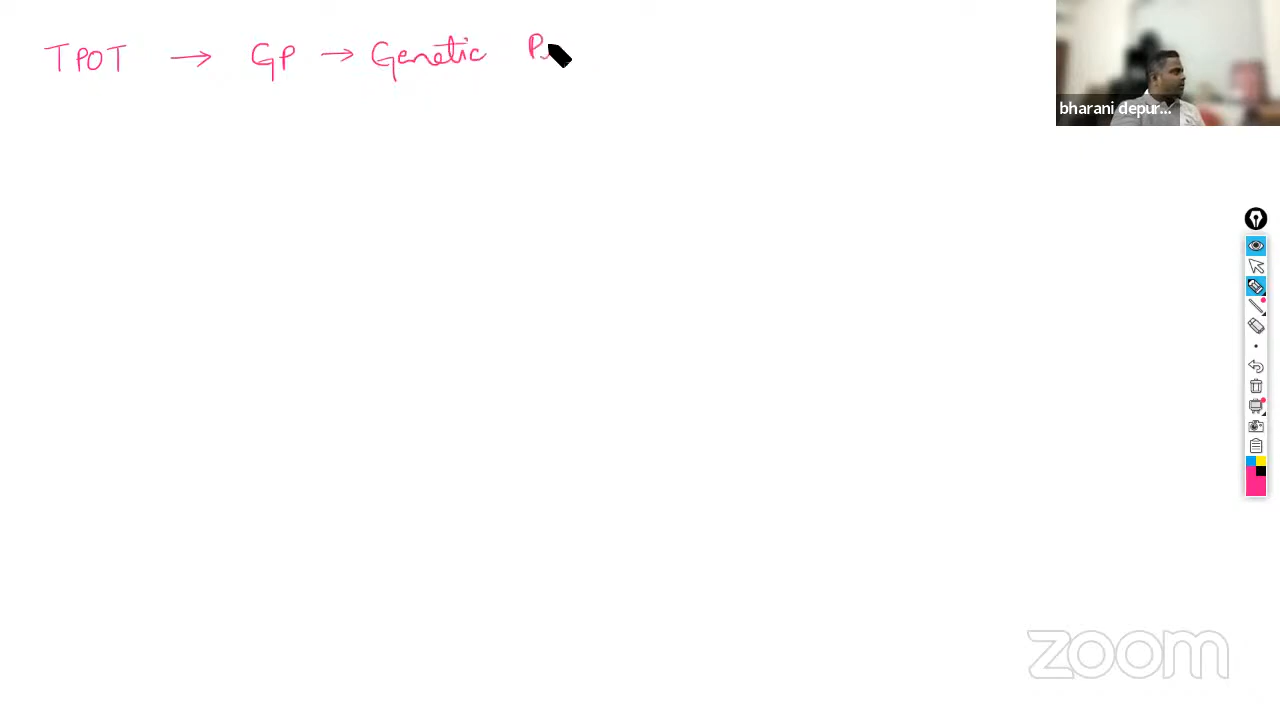 TPOT → GP → Genetic
bharani depur...
zoom